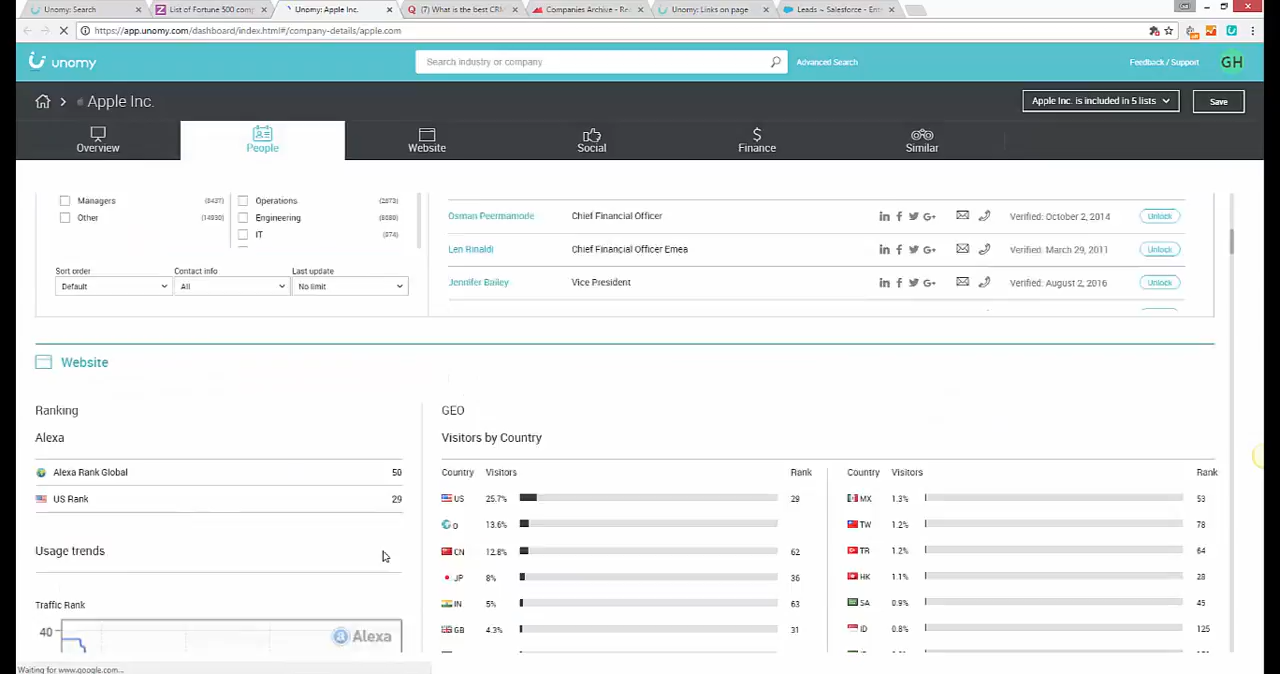 Unomy: Search
List of Fortune 500 comp
Unomy: Apple Inc.
(7) What is the best CRM
Companies Archive - Rea
Unomy: Links on page
Leads ~ Salesforce - Ente
https://app.unomy.com/dashboard/index.html#/company-details/apple.com
unomy
Search industry or company
Advanced Search
Feedback / Support
GH
Apple Inc.
Apple Inc. is included in 5 lists
Save
Overview
People
Website
Social
Finance
Similar
Managers
Operations
Other
Engineering
IT
Sort order
Contact info
Last update
Default
All
No limit
Osman Peermamode Chief Financial Officer in f G+ Verified: October 2, 2014 Unlock
Len Rinaldi Chief Financial Officer Emea in f G+ Verified: March 29, 2011 Unlock
Jennifer Bailey Vice President in f G+ Verified: August 2, 2016 Unlock
Website
Ranking
Alexa
Alexa Rank Global 50
US Rank 29
Usage trends
Traffic Rank
40
Alexa
GEO
Visitors by Country
Country Visitors Rank
US 25.7% 29
O 13.6%
CN 12.8% 62
JP 8% 36
IN 5% 63
GB 4.3% 31
Country Visitors Rank
MX 1.3% 53
TW 1.2% 78
TR 1.2% 64
HK 1.1% 28
SA 0.9% 45
ID 0.8% 125
Waiting for www.google.com...